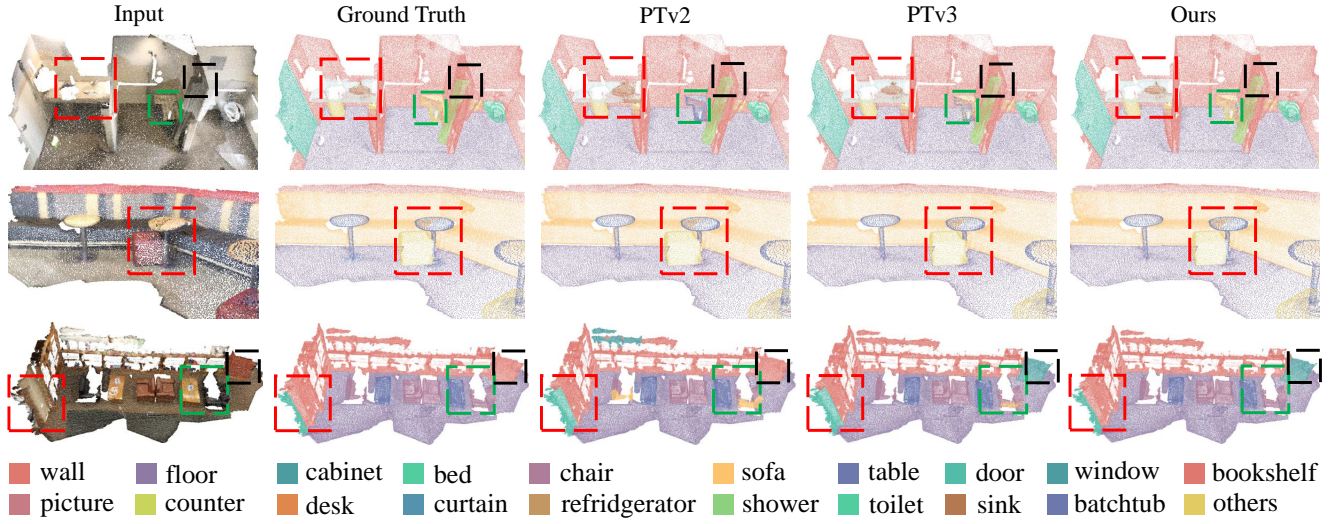 Input Ground Truth PTv2 PTv3 Ours
wall floor cabinet bed chair sofa table door window bookshelf
picture counter desk curtain refridgerator shower toilet sink batchtub others